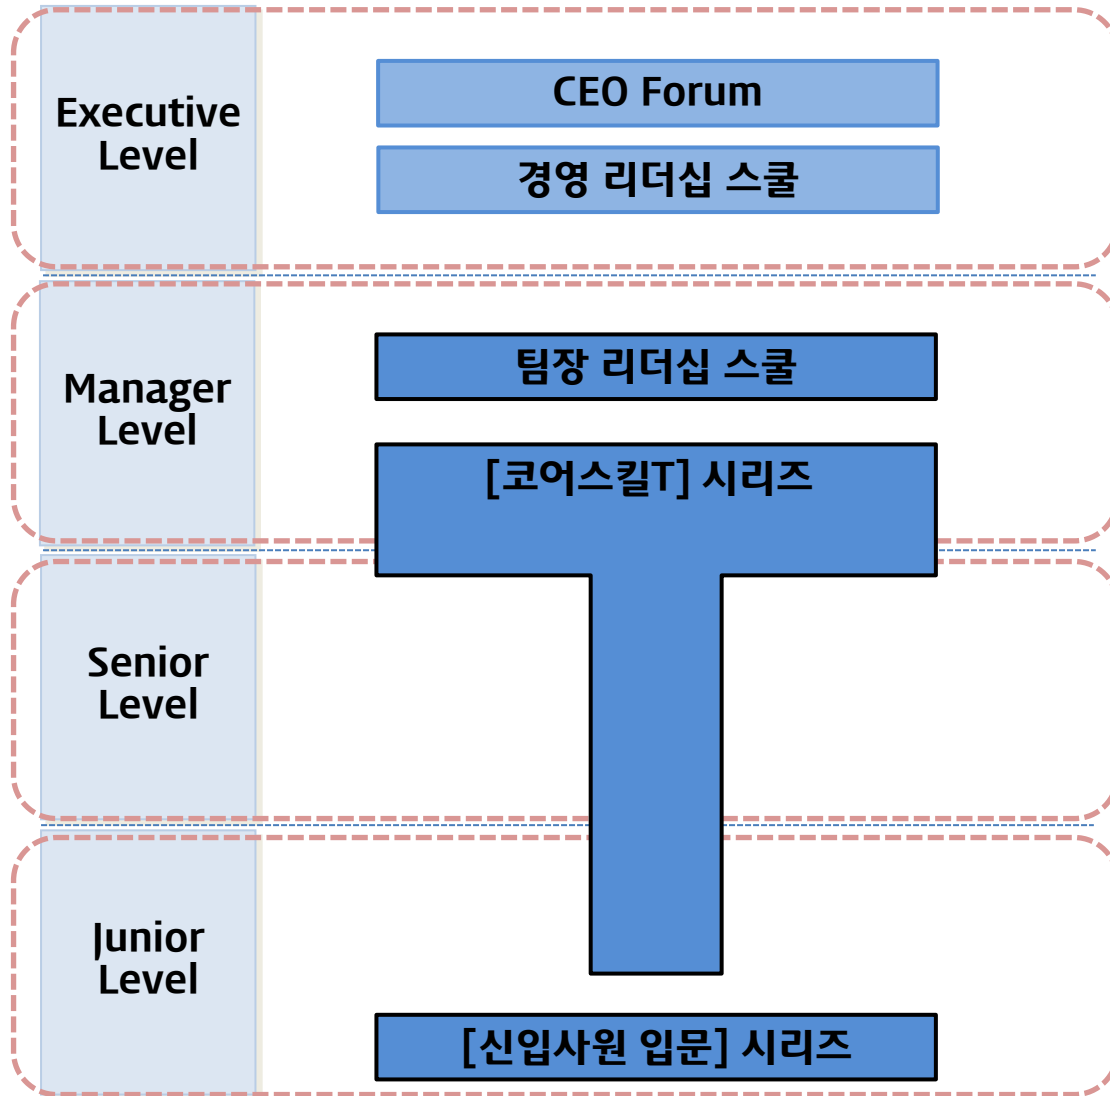 Executive
Level
CEO Forum
경영 리더십 스쿨
Manager
Level
팀장 리더십 스쿨
[코어스킬T] 시리즈
Senior
Level
Junior
Level
[신입사원 입문] 시리즈